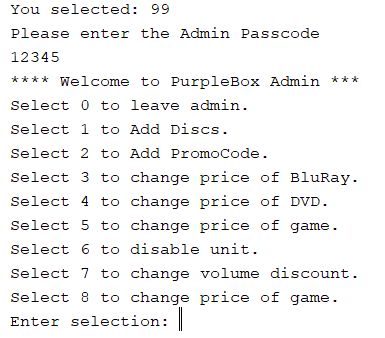 You selected: 99
Please enter the Admin Passcode
12345
**** Welcome to PurpleBox Admin ***
Select 0 to leave admin.
Select 1 to Add Discs.
Select 2 to Add PromoCode.
Select 3 to change price of BluRay.
Select 4 to change price of DVD.
Select 5 to change price of game.
Select 6 to disable unit.
Select 7 to change volume discount.
Select 8 to change price of game.
Enter selection: